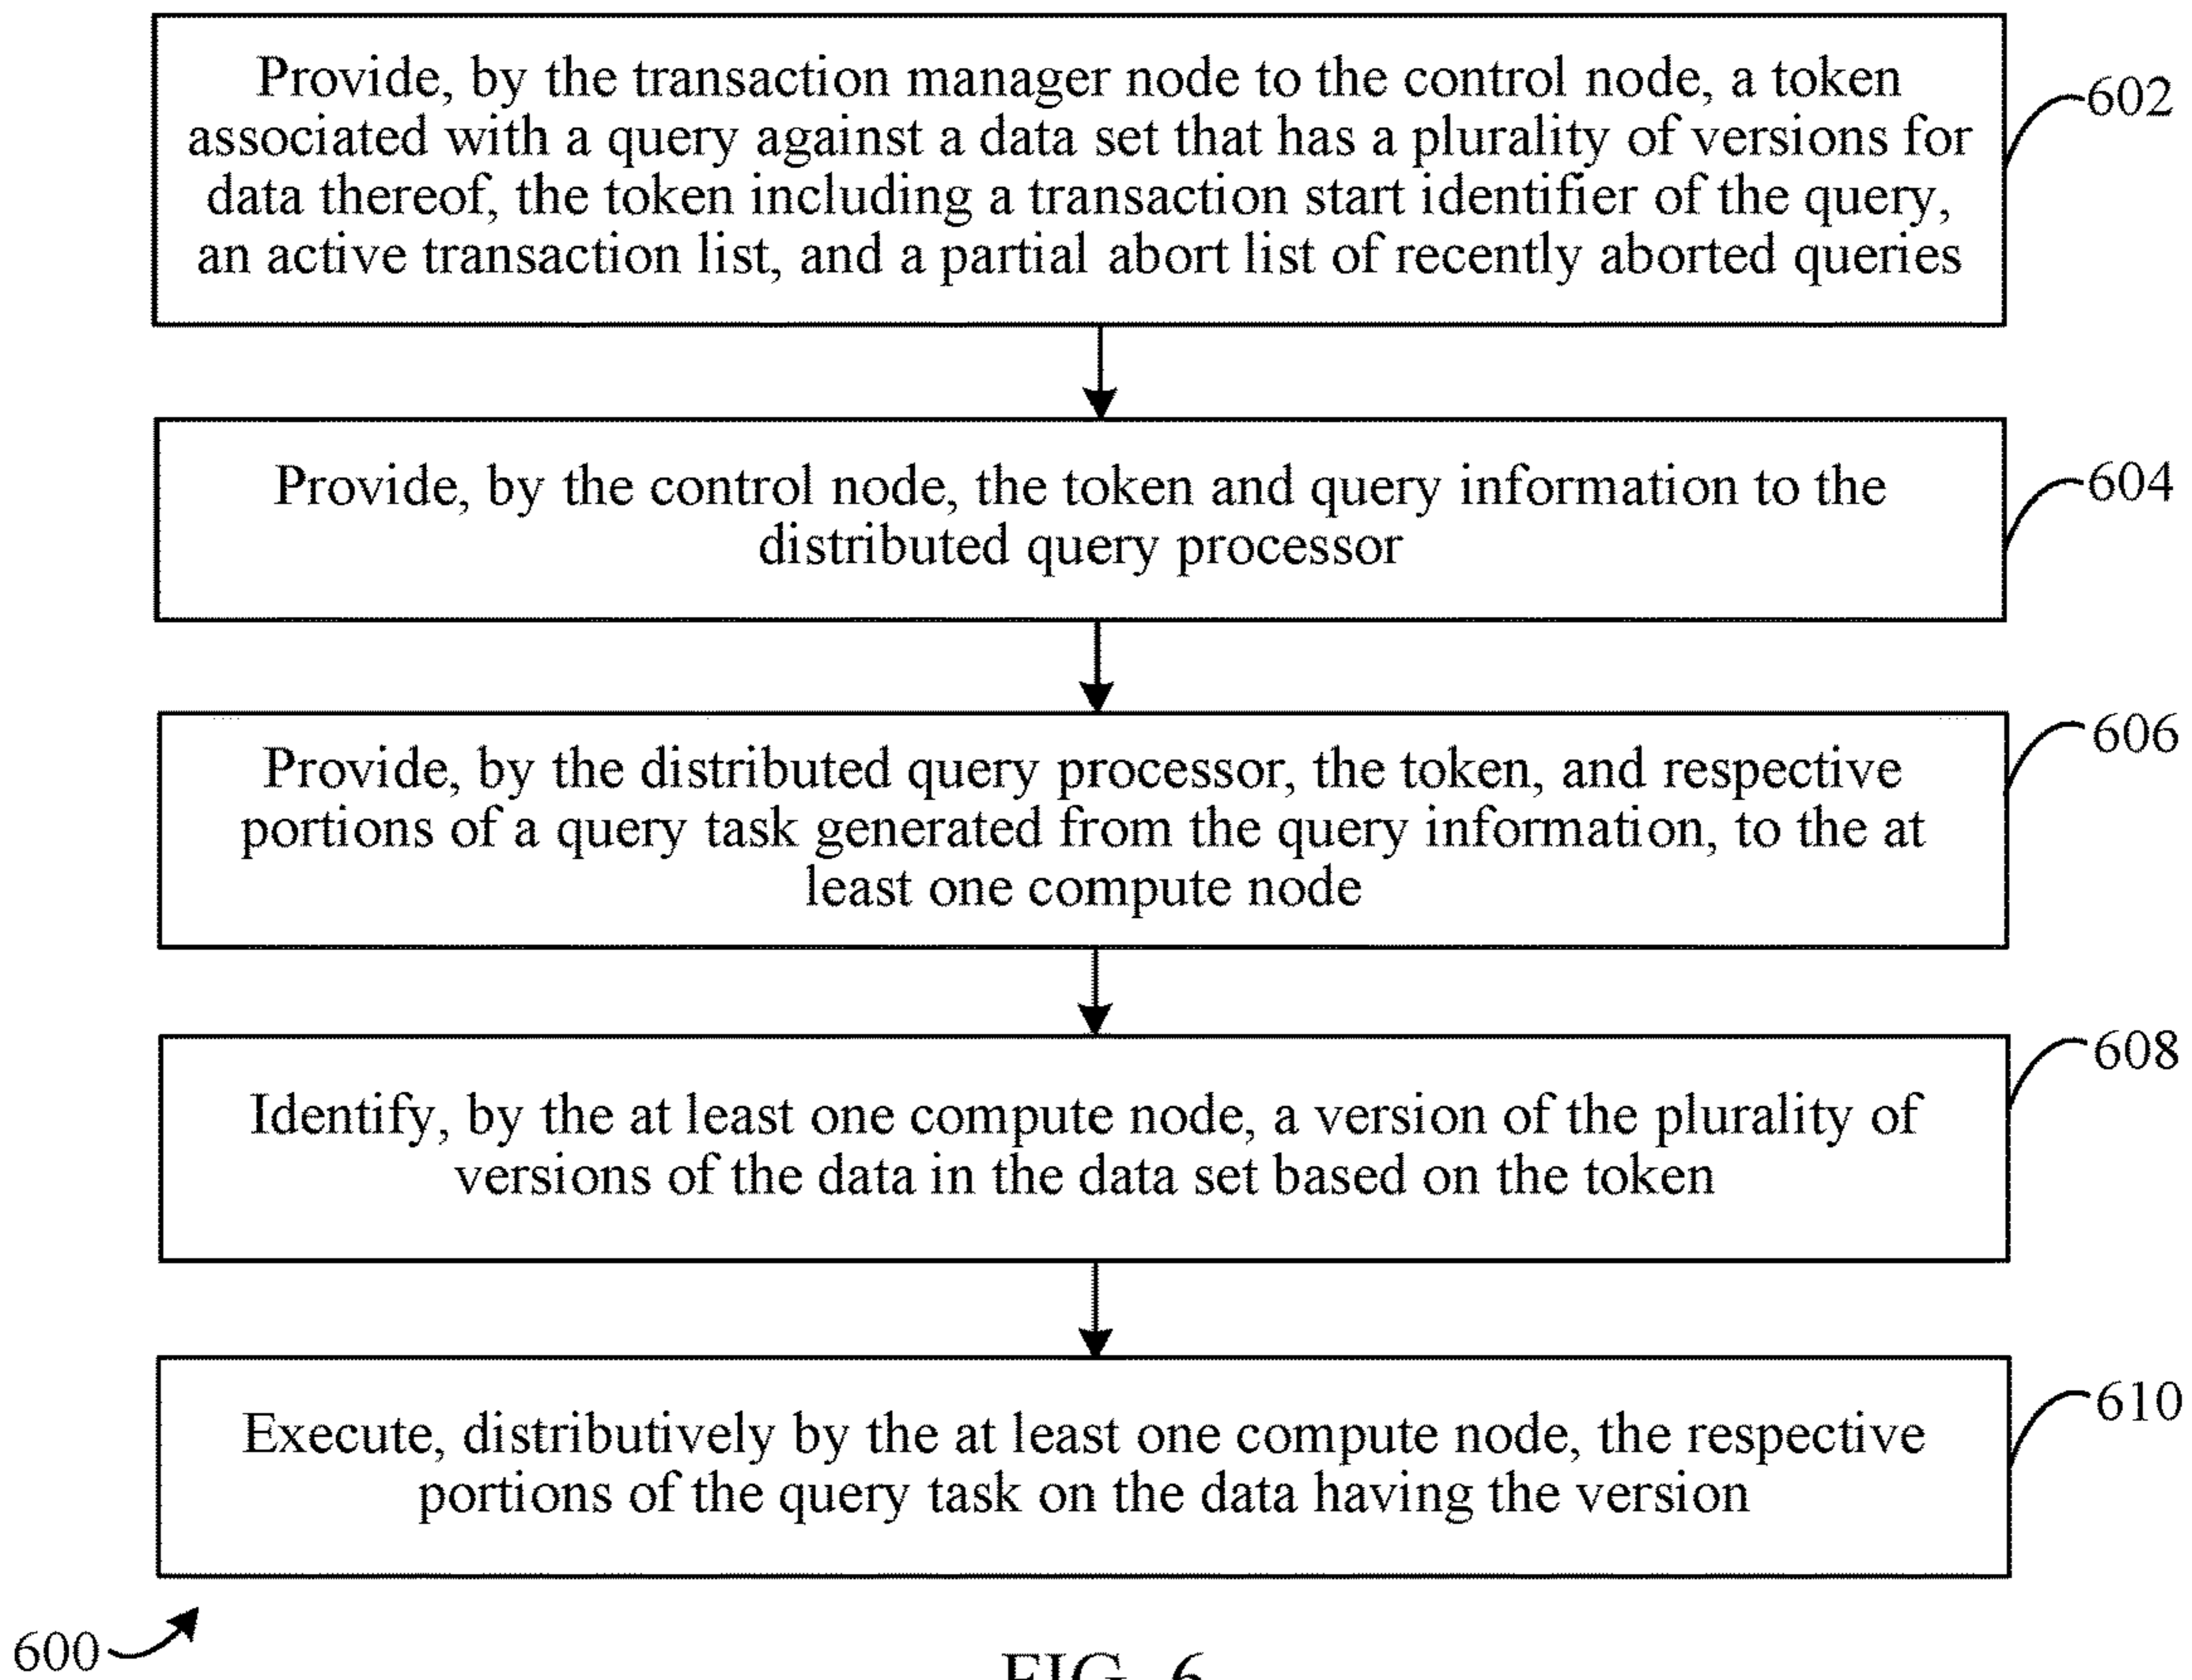 Provide, by the transaction manager node to the control node, a token
associated with a query against a data set that has a plurality of versions for
data thereof, the token including a transaction start identifier of the query,
an active transaction list, and a partial abort list of recently aborted queries
602
Provide, by the control node, the token and query information to the
distributed query processor
604
Provide, by the distributed query processor, the token, and respective
portions of a query task generated from the query information, to the at
least one compute node
606
Identify, by the at least one compute node, a version of the plurality of
versions of the data in the data set based on the token
608
Execute, distributively by the at least one compute node, the respective
portions of the query task on the data having the version
610
600
FIG. 6